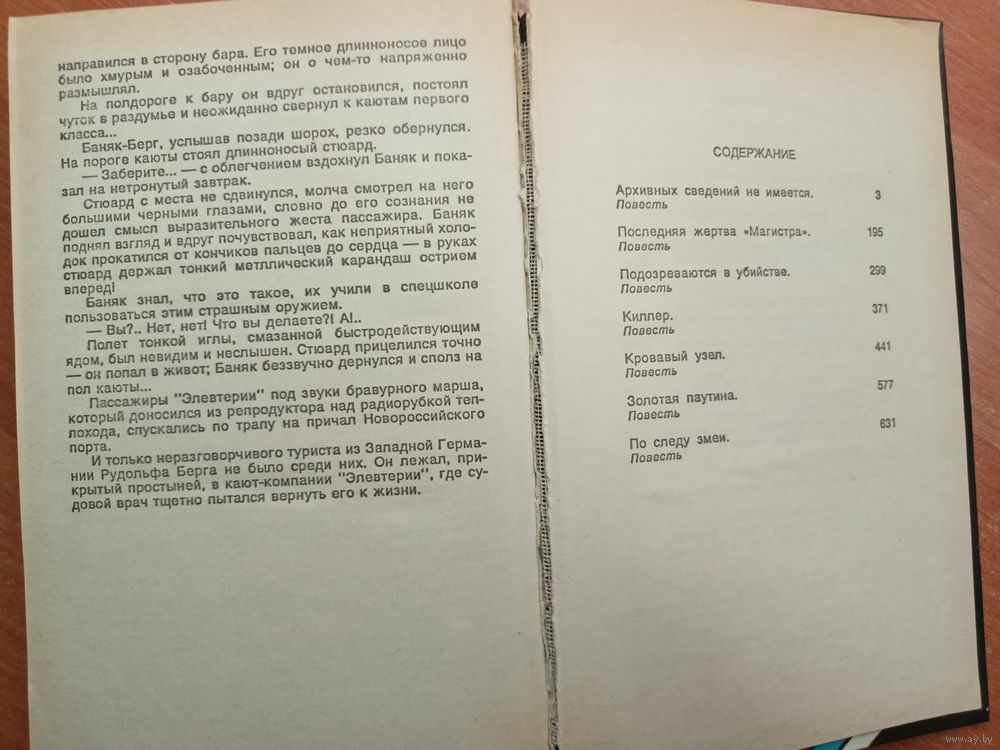 направился в сторону бара. Его темное длинноносое лицо
было хмурым и озабоченным; он о чем-то напряженно
размышлял.
На полдороге к бару он вдруг остановился, постоял
чуток в раздумье и неожиданно свернул к каютам первого
класса...
Баняк-Берг, услышав позади шорох, резко обернулся.
На пороге каюты стоял длинноносый стюард.
— Заберите... — с облегчением вздохнул Баняк и пока-
зал на нетронутый завтрак.
Стюард с места не сдвинулся, молча смотрел на него
большими черными глазами, словно до его сознания не
дошел смысл выразительного жеста пассажира. Баняк
поднял взгляд и вдруг почувствовал, как неприятный холо-
док прокатился от кончиков пальцев до сердца — в руках
стюард держал тонкий метллический карандаш острием
вперед!
Баняк знал, что это такое, их учили в спецшколе
пользоваться этим страшным оружием.
— Вы?.. Нет, нет! Что вы делаете?! А!..
Полет тонкой иглы, смазанной быстродействующим
ядом, был невидим и неслышен. Стюард прицелился точно
— он попал в живот; Баняк беззвучно дернулся и сполз на
пол каюты...
Пассажиры "Элевтерии" под звуки бравурного марша,
который доносился из репродуктора над радиорубкой теп-
лохода, спускались по трапу на причал Новороссийского
порта.
И только неразговорчивого туриста из Западной Герма-
нии Рудольфа Берга не было среди них. Он лежал, при-
крытый простыней, в кают-компании "Элевтерии", где су-
довой врач тщетно пытался вернуть его к жизни.
СОДЕРЖАНИЕ
Архивных сведений не имеется. 3
Повесть
Последняя жертва «Магистра». 195
Повесть
Подозреваются в убийстве. 299
Повесть
Киллер. 371
Повесть
Кровавый узел. 441
Повесть
Золотая паутина. 577
Повесть
По следу змеи. 631
Повесть
www.ay.by